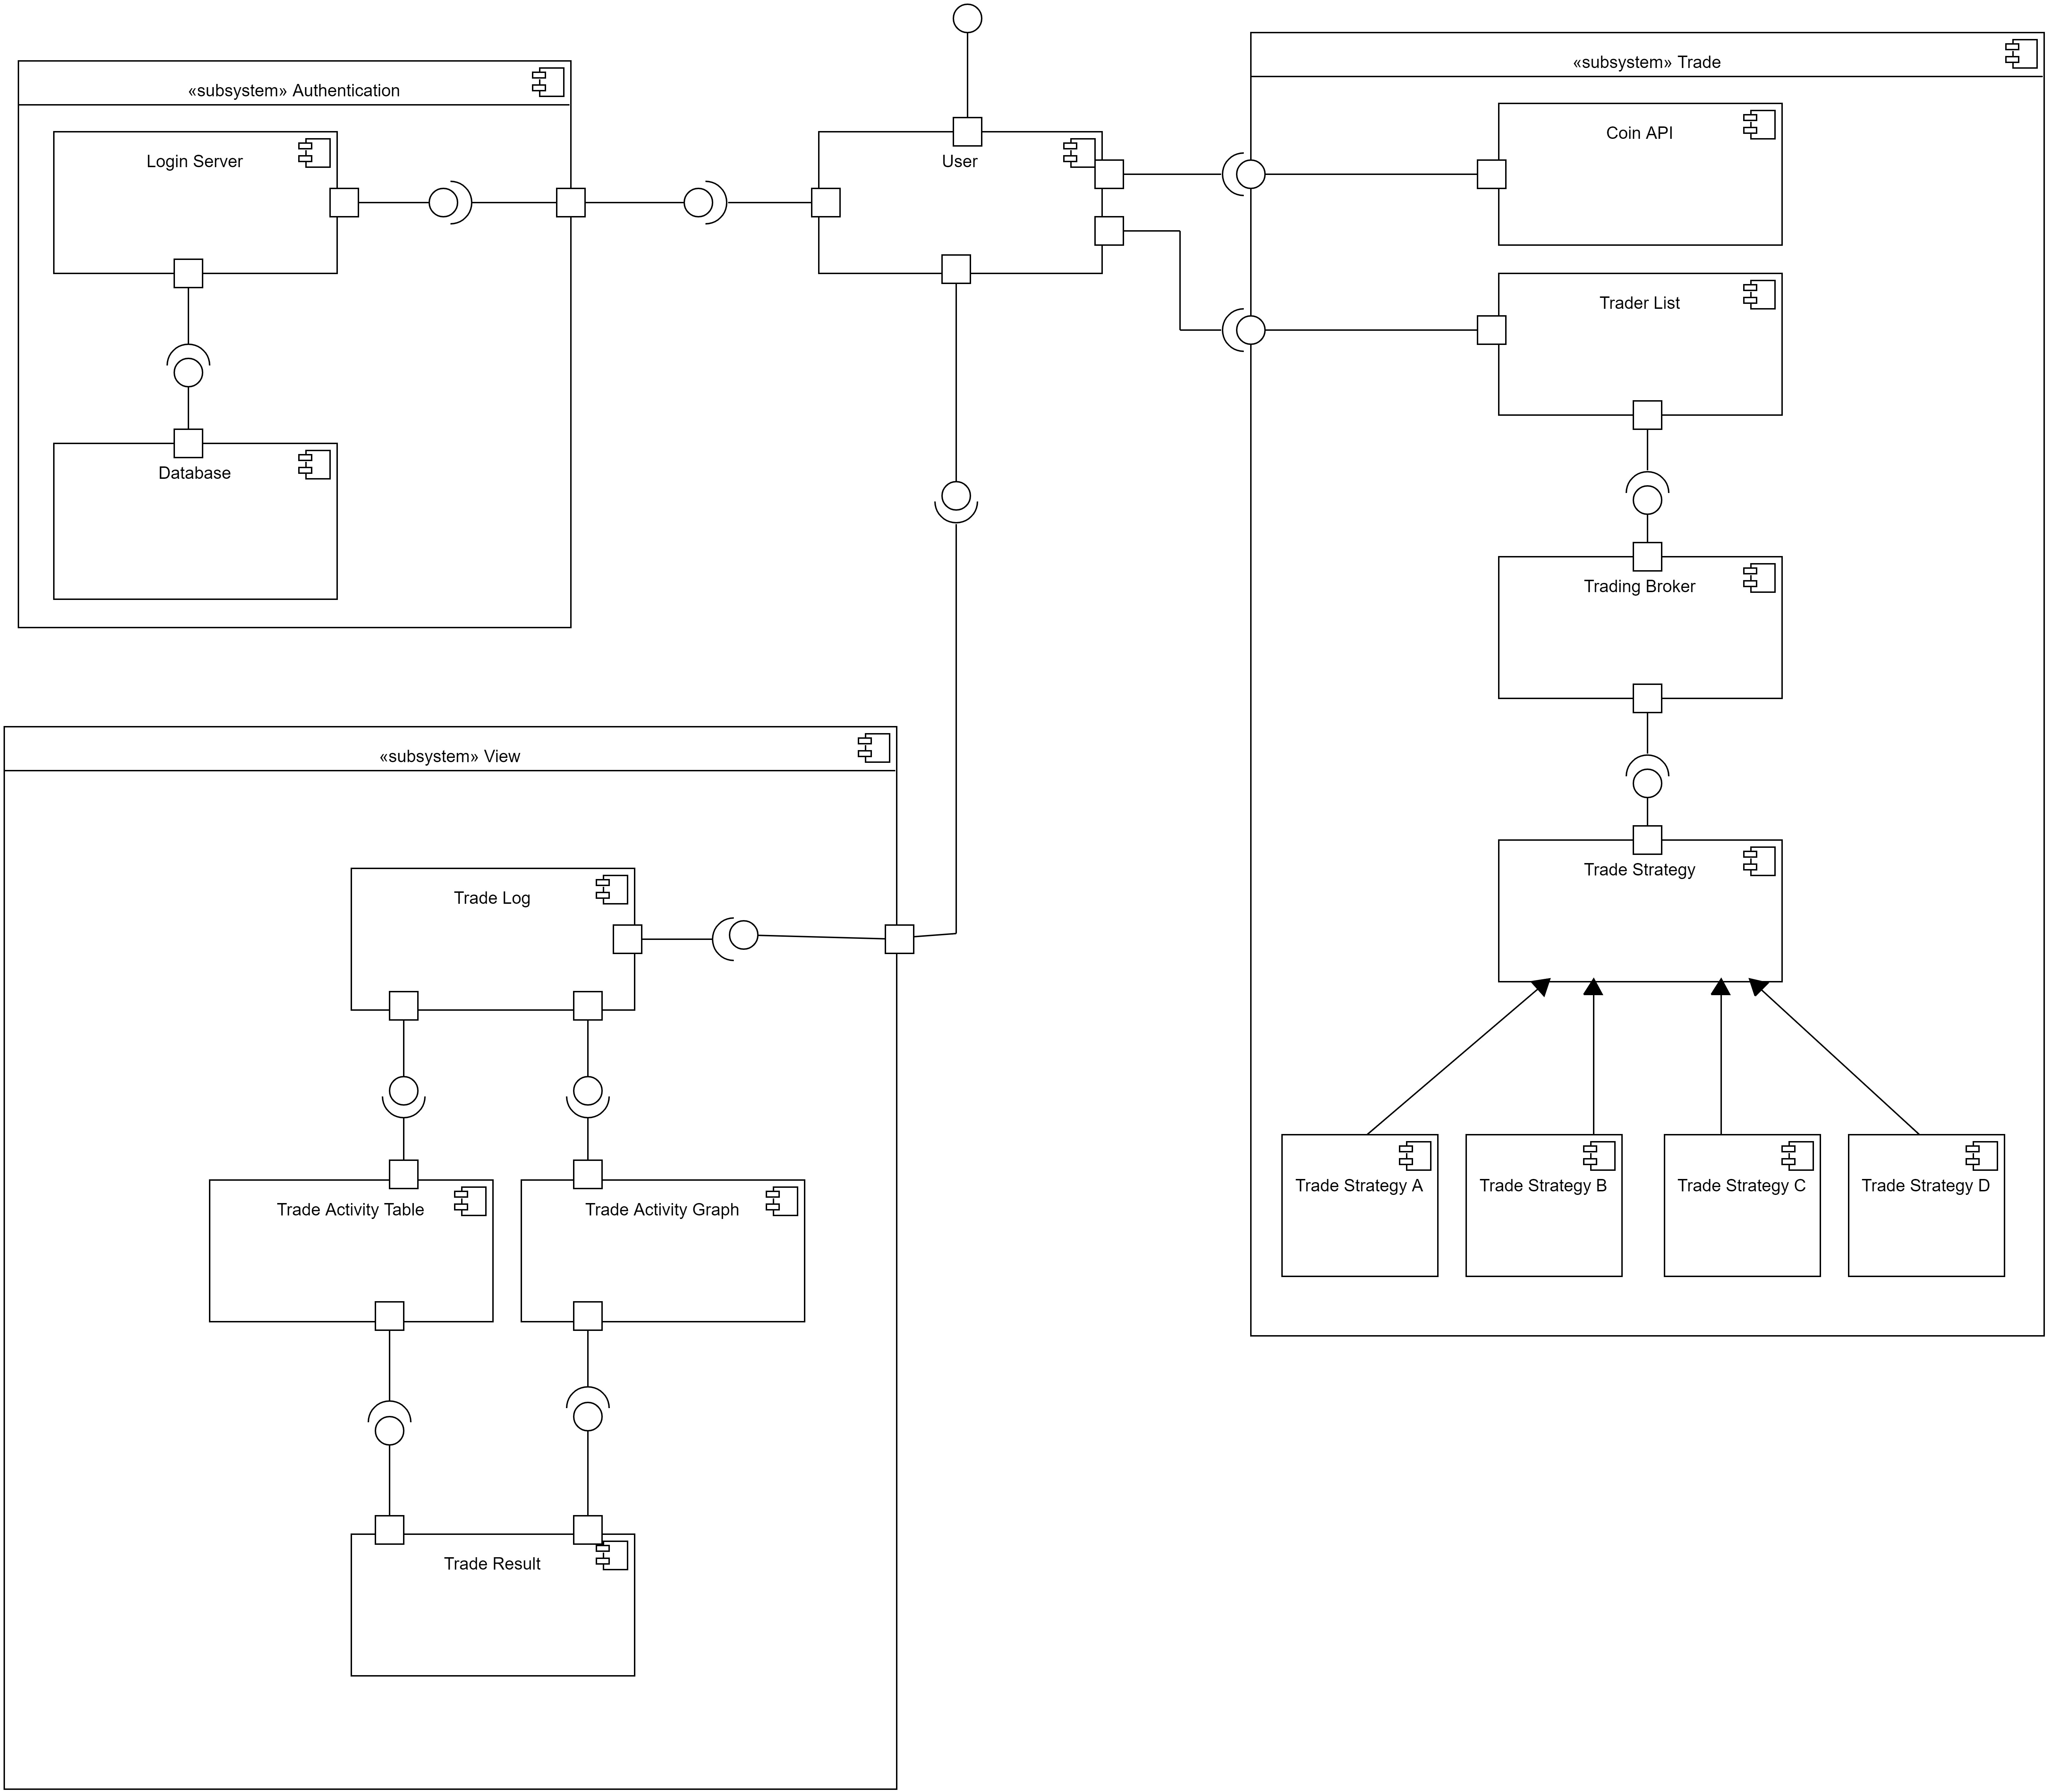 «subsystem» Authentication
Login Server
Database
User
«subsystem» Trade
Coin API
Trader List
Trading Broker
Trade Strategy
Trade Strategy A
Trade Strategy B
Trade Strategy C
Trade Strategy D
«subsystem» View
Trade Log
Trade Activity Table
Trade Activity Graph
Trade Result